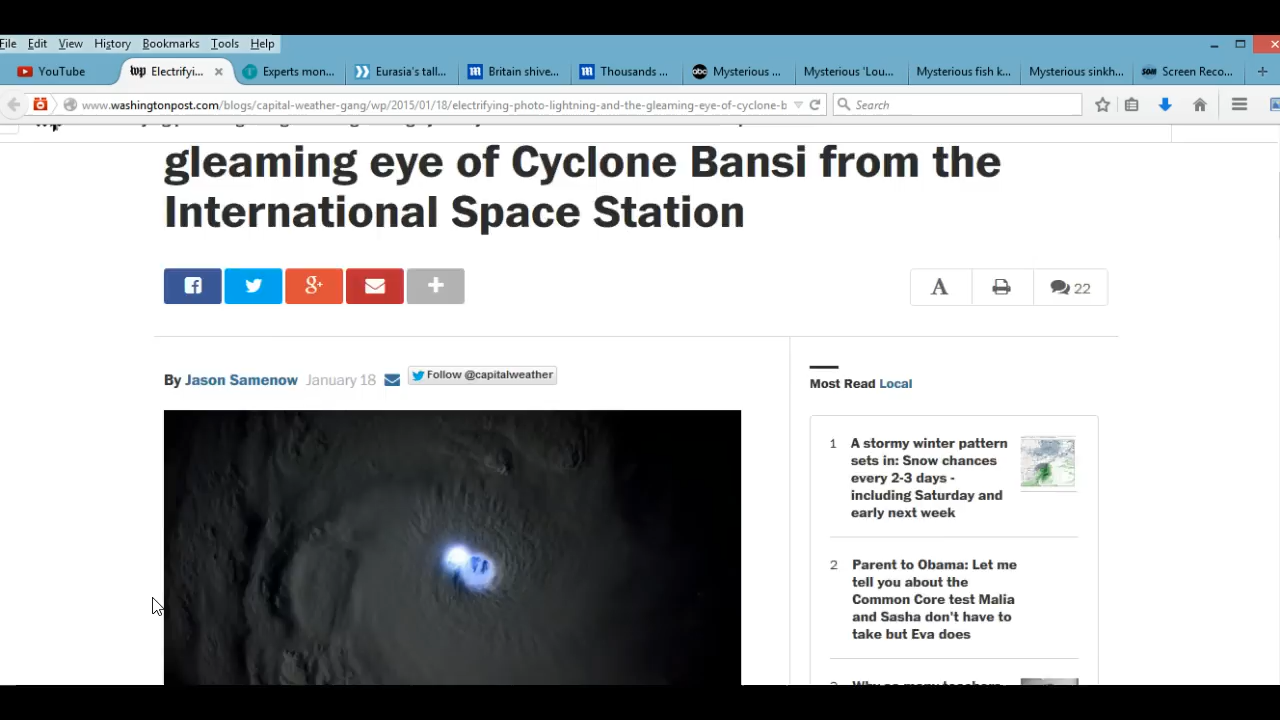 File Edit View History Bookmarks Tools Help
YouTube
Electrifyi...
Experts mon...
Eurasia's tall...
Britain shive...
Thousands ...
Mysterious ...
Mysterious 'Lou...
Mysterious fish k...
Mysterious sinkh...
Screen Reco...
www.washingtonpost.com/blogs/capital-weather-gang/wp/2015/01/18/electrifying-photo-lightning-and-the-gleaming-eye-of-cyclone-b
Search
gleaming eye of Cyclone Bansi from the
International Space Station
A
22
By Jason Samenow January 18
Follow @capitalweather
Most Read Local
1 A stormy winter pattern
sets in: Snow chances
every 2-3 days -
including Saturday and
early next week
2 Parent to Obama: Let me
tell you about the
Common Core test Malia
and Sasha don't have to
take but Eva does